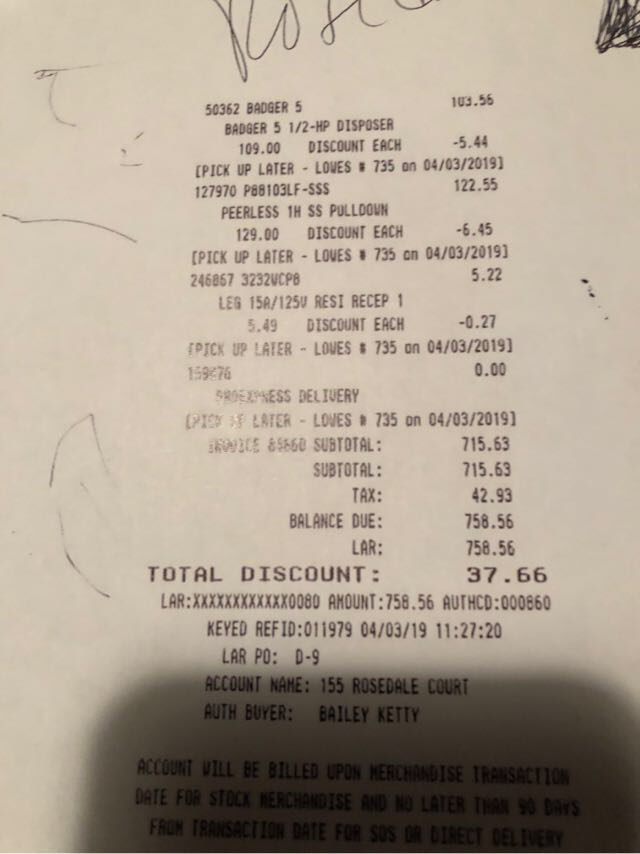 50362 BADGER 5 103.56
BADGER 5 1/2-HP DISPOSER
109.00 DISCOUNT EACH -5.44
[PICK UP LATER - LOWES # 735 on 04/03/2019]
127970 P88103LF-SSS 122.55
PEERLESS 1H SS PULLDOWN
129.00 DISCOUNT EACH -6.45
[PICK UP LATER - LOWES # 735 on 04/03/2019]
246867 3232WCP8 5.22
LEG 15A/125V RESI RECEP 1
5.49 DISCOUNT EACH -0.27
[PICK UP LATER - LOWES # 735 on 04/03/2019]
0.00
DELIVERY
[PICK UP LATER - LOWES # 735 on 04/03/2019]
INVOICE SUBTOTAL: 715.63
SUBTOTAL: 715.63
TAX: 42.93
BALANCE DUE: 758.56
LAR: 758.56
TOTAL DISCOUNT: 37.66
LAR:XXXXXXXXXXXX0080 AMOUNT:758.56 AUTHCD:000860
KEYED REFID:011979 04/03/19 11:27:20
LAR PO: D-9
ACCOUNT NAME: 155 ROSEDALE COURT
AUTH BUYER: BAILEY KETTY
ACCOUNT WILL BE BILLED UPON MERCHANDISE TRANSACTION
DATE FOR STOCK MERCHANDISE AND NO LATER THAN 90 DAYS
FROM TRANSACTION DATE FOR SOS OR DIRECT DELIVERY